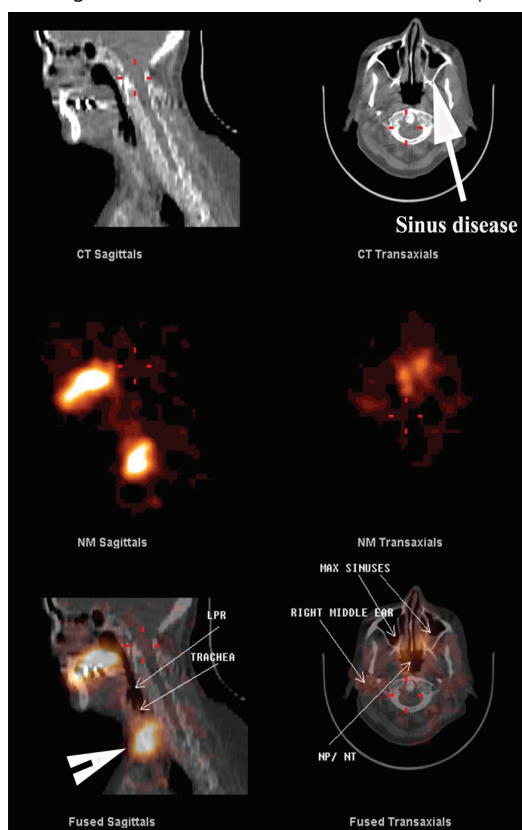 Sinus disease
CT Sagittals
CT Transaxials
NM Sagittals
NM Transaxials
MAX SINUSES
LPR
RIGHT MIDDLE EAR
TRACHEA
NP/ NT
Fused Sagittals
Fused Transaxials